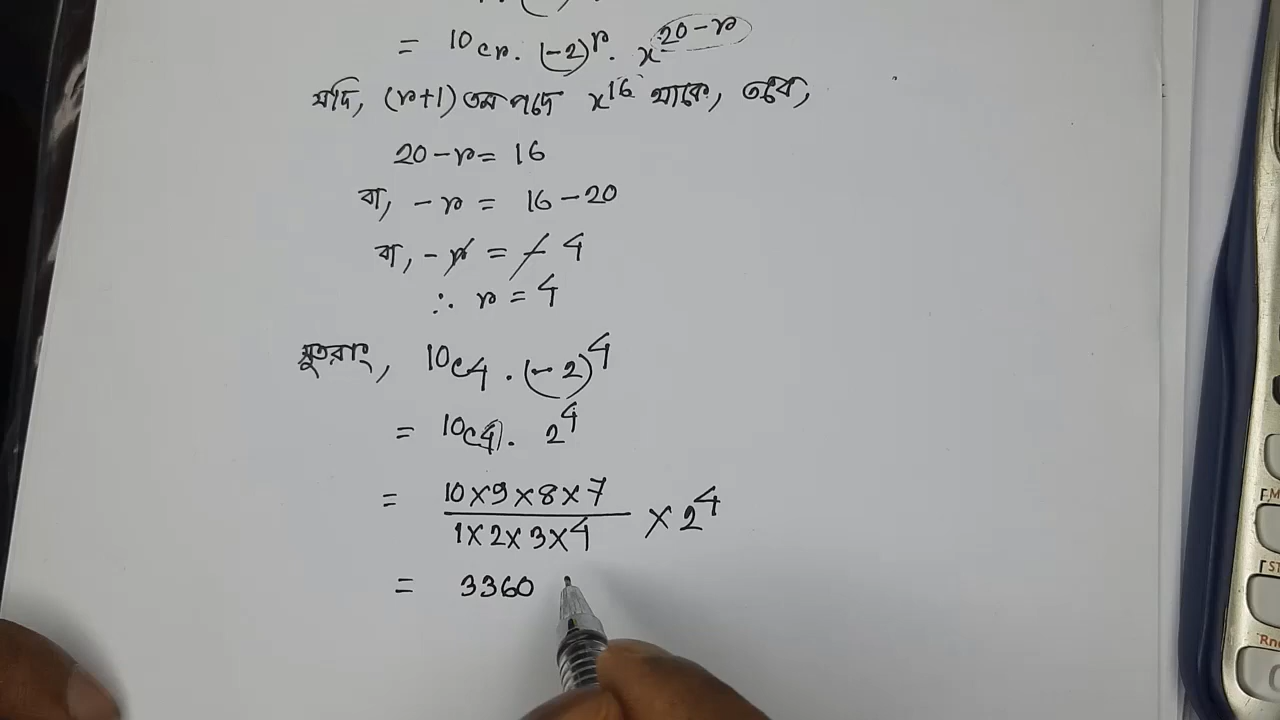 = ¹⁰Cr. (-2)^r. x^(20-r)
যদি, (r+1) তম পদে x^16 থাকে, তবে,
20-r= 16
বা, -r = 16-20
বা, -r = -4
∴ r = 4
সুতরাং, ¹⁰C4 . (-2)^4
= ¹⁰C4. 2^4
= (10×9×8×7)/(1×2×3×4) × 2^4
= 3360